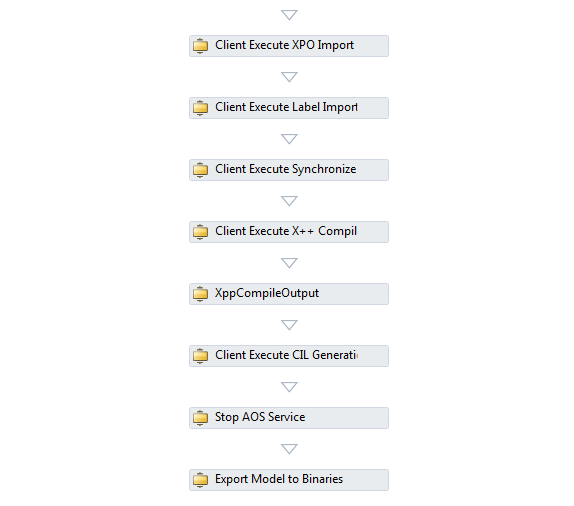 Client Execute XPO Import
Client Execute Label Import
Client Execute Synchronize
Client Execute X++ Compil
XppCompileOutput
Client Execute CIL Generati
Stop AOS Service
Export Model to Binaries